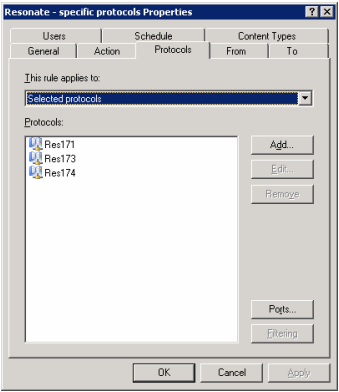 Resonate - specific protocols Properties
Users Schedule Content Types
General Action Protocols From To
This rule applies to:
Selected protocols
Protocols:
Res171
Res173
Res174
Add...
Edit...
Remove
Ports...
Filtering
OK Cancel Apply